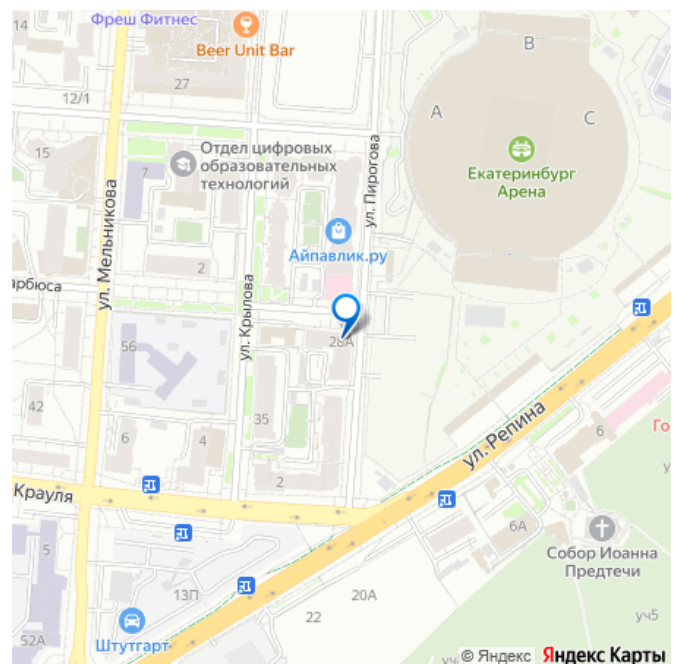 Фреш Фитнес
Beer Unit Bar
27
12/1
15
7
Отдел цифровых
образовательных
технологий
ул. Мельникова
ул. Пирогова
A
B
C
Екатеринбург
Арена
Айпавлик.ру
2
арбюса
ул. Крылова
28А
56
42
35
6
4
2
Крауля
ул. Репина
6
Го
6А
Собор Иоанна
Предтечи
5
13П
20А
22
уч5
52А
Штутгарт
© Яндекс Яндекс Карты